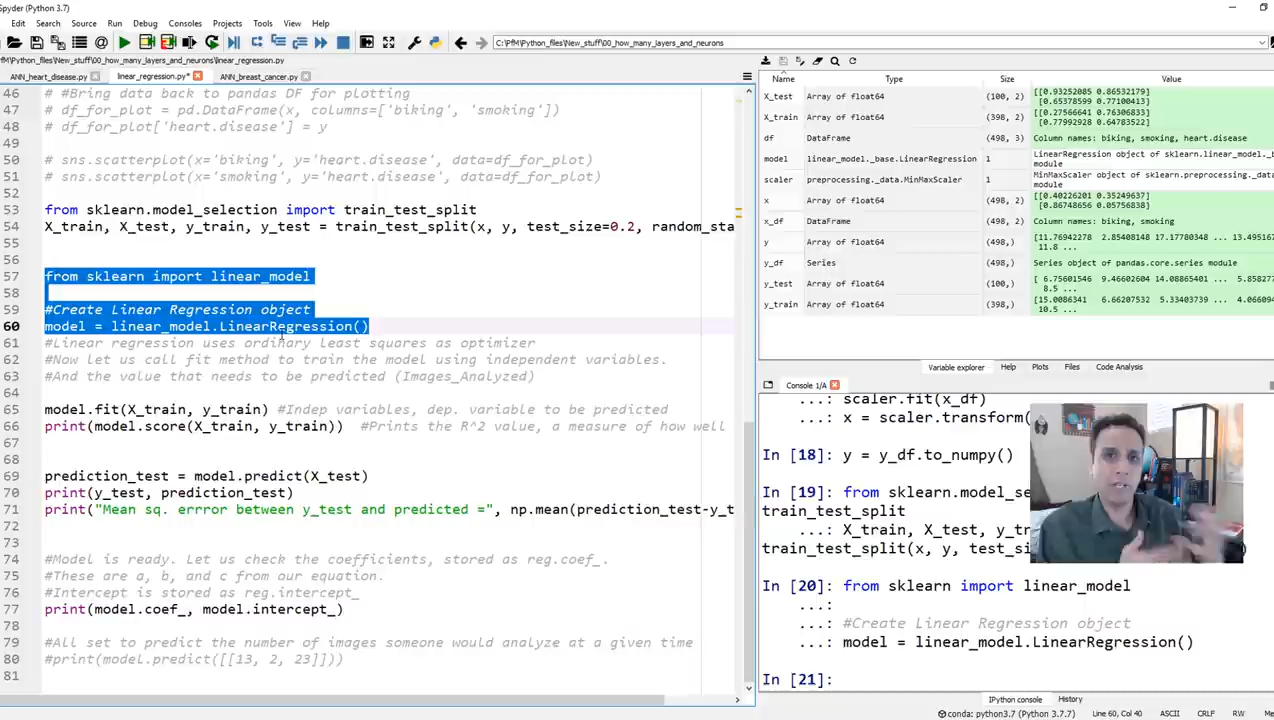 Spyder (Python 3.7)
Edit Search Source Run Debug Consoles Projects Tools View Help
C:\PfM\Python_files\New_stuff\00_how_many_layers_and_neurons
\PfM\Python_files\New_stuff\00_how_many_layers_and_neurons\linear_regression.py
ANN_heart_disease.py linear_regression.py* ANN_breast_cancer.py
46 # #Bring data back to pandas DF for plotting
47 # df_for_plot = pd.DataFrame(x, columns=['biking', 'smoking'])
48 # df_for_plot['heart.disease'] = y
49
50 # sns.scatterplot(x='biking', y='heart.disease', data=df_for_plot)
51 # sns.scatterplot(x='smoking', y='heart.disease', data=df_for_plot)
52
53 from sklearn.model_selection import train_test_split
54 X_train, X_test, y_train, y_test = train_test_split(x, y, test_size=0.2, random_sta
55
56
57 from sklearn import linear_model
58
59 #Create Linear Regression object
60 model = linear_model.LinearRegression()
61 #Linear regression uses ordinary least squares as optimizer
62 #Now let us call fit method to train the model using independent variables.
63 #And the value that needs to be predicted (Images_Analyzed)
64
65 model.fit(X_train, y_train) #Indep variables, dep. variable to be predicted
66 print(model.score(X_train, y_train)) #Prints the R^2 value, a measure of how well
67
68
69 prediction_test = model.predict(X_test)
70 print(y_test, prediction_test)
71 print("Mean sq. errror between y_test and predicted =", np.mean(prediction_test-y_t
72
73
74 #Model is ready. Let us check the coefficients, stored as reg.coef_.
75 #These are a, b, and c from our equation.
76 #Intercept is stored as reg.intercept_
77 print(model.coef_, model.intercept_)
78
79 #All set to predict the number of images someone would analyze at a given time
80 #print(model.predict([[13, 2, 23]]))
81
Name Type Size Value
X_test Array of float64 (100, 2) [[0.93252085 0.86532179]
[0.65378599 0.77100413]
X_train Array of float64 (398, 2) [[0.27566641 0.76306833]
[0.77992928 0.64783522]
df DataFrame (498, 3) Column names: biking, smoking, heart.disease
model linear_model._base.LinearRegression 1 LinearRegression object of sklearn.linear_model._b
module
scaler preprocessing._data.MinMaxScaler 1 MinMaxScaler object of sklearn.preprocessing._data
module
x Array of float64 (498, 2) [[0.40226201 0.35249637]
[0.86748656 0.05756838]
x_df DataFrame (498, 2) Column names: biking, smoking
y Array of float64 (498,) [11.76942278 2.85408148 17.17780348 ... 13.495167
11.8 ...
y_df Series (498,) Series object of pandas.core.series module
y_test Array of float64 (100,) [ 6.75601546 9.46602604 14.08865401 ... 5.858277
8.5 ...
y_train Array of float64 (398,) [15.0086341 6.66207532 5.33403739 ... 4.066094
10.5 ...
Variable explorer Help Plots Files Code Analysis
Console 1/A
...: scaler.fit(x_df)
...: x = scaler.transform(
In [18]: y = y_df.to_numpy()
In [19]: from sklearn.model_se
train_test_split
...: X_train, X_test, y_tr
train_test_split(x, y, test_si
In [20]: from sklearn import linear_model
...:
...: #Create Linear Regression object
...: model = linear_model.LinearRegression()
In [21]:
IPython console History
conda: python3.7 (Python 3.7.7) Line 60, Col 40 ASCII CRLF RW Me